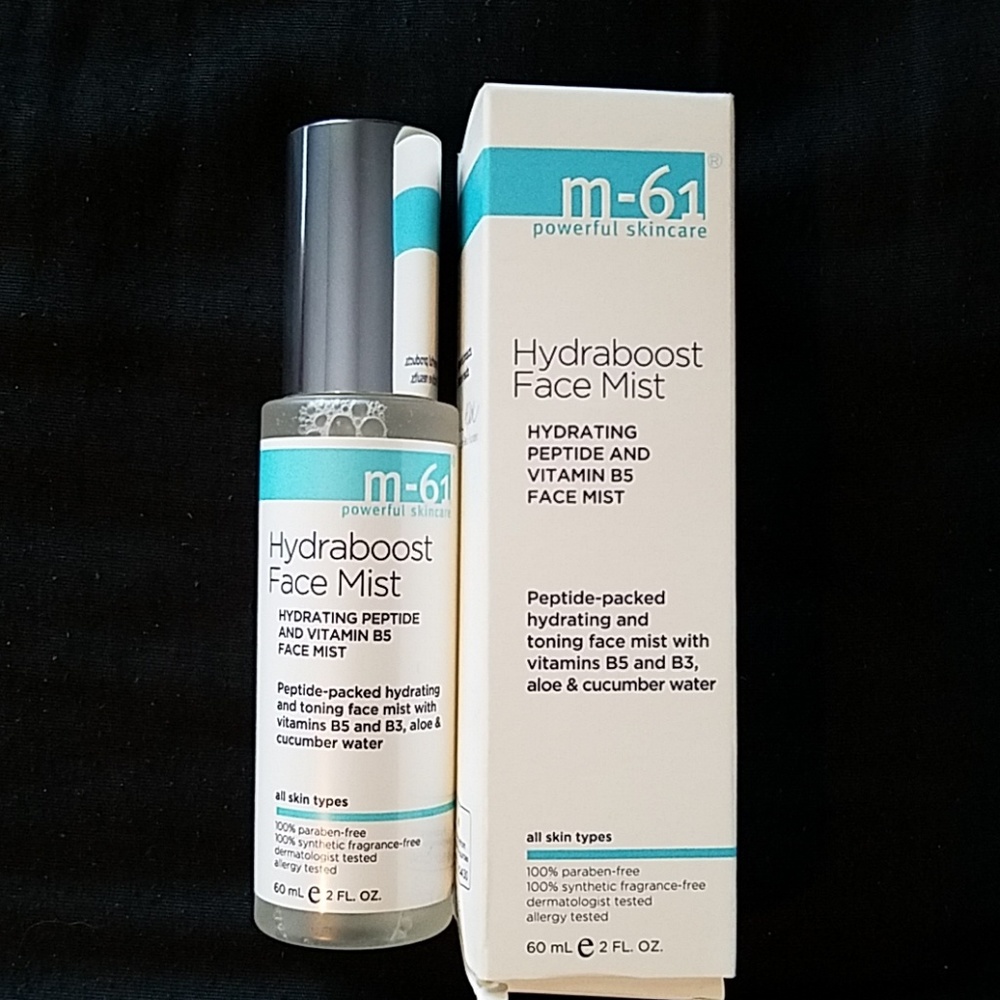 m-61
powerful skincare
Hydraboost
Face Mist
HYDRATING PEPTIDE
AND VITAMIN B5
FACE MIST
Peptide-packed hydrating
and toning face mist with
vitamins B5 and B3, aloe &
cucumber water
all skin types
100% paraben-free
100% synthetic fragrance-free
dermatologist tested
allergy tested
60 mL e 2 FL. OZ.
m-61®
powerful skincare
Hydraboost
Face Mist
HYDRATING
PEPTIDE AND
VITAMIN B5
FACE MIST
Peptide-packed
hydrating and
toning face mist with
vitamins B5 and B3,
aloe & cucumber water
all skin types
100% paraben-free
100% synthetic fragrance-free
dermatologist tested
allergy tested
60 mL e 2 FL. OZ.